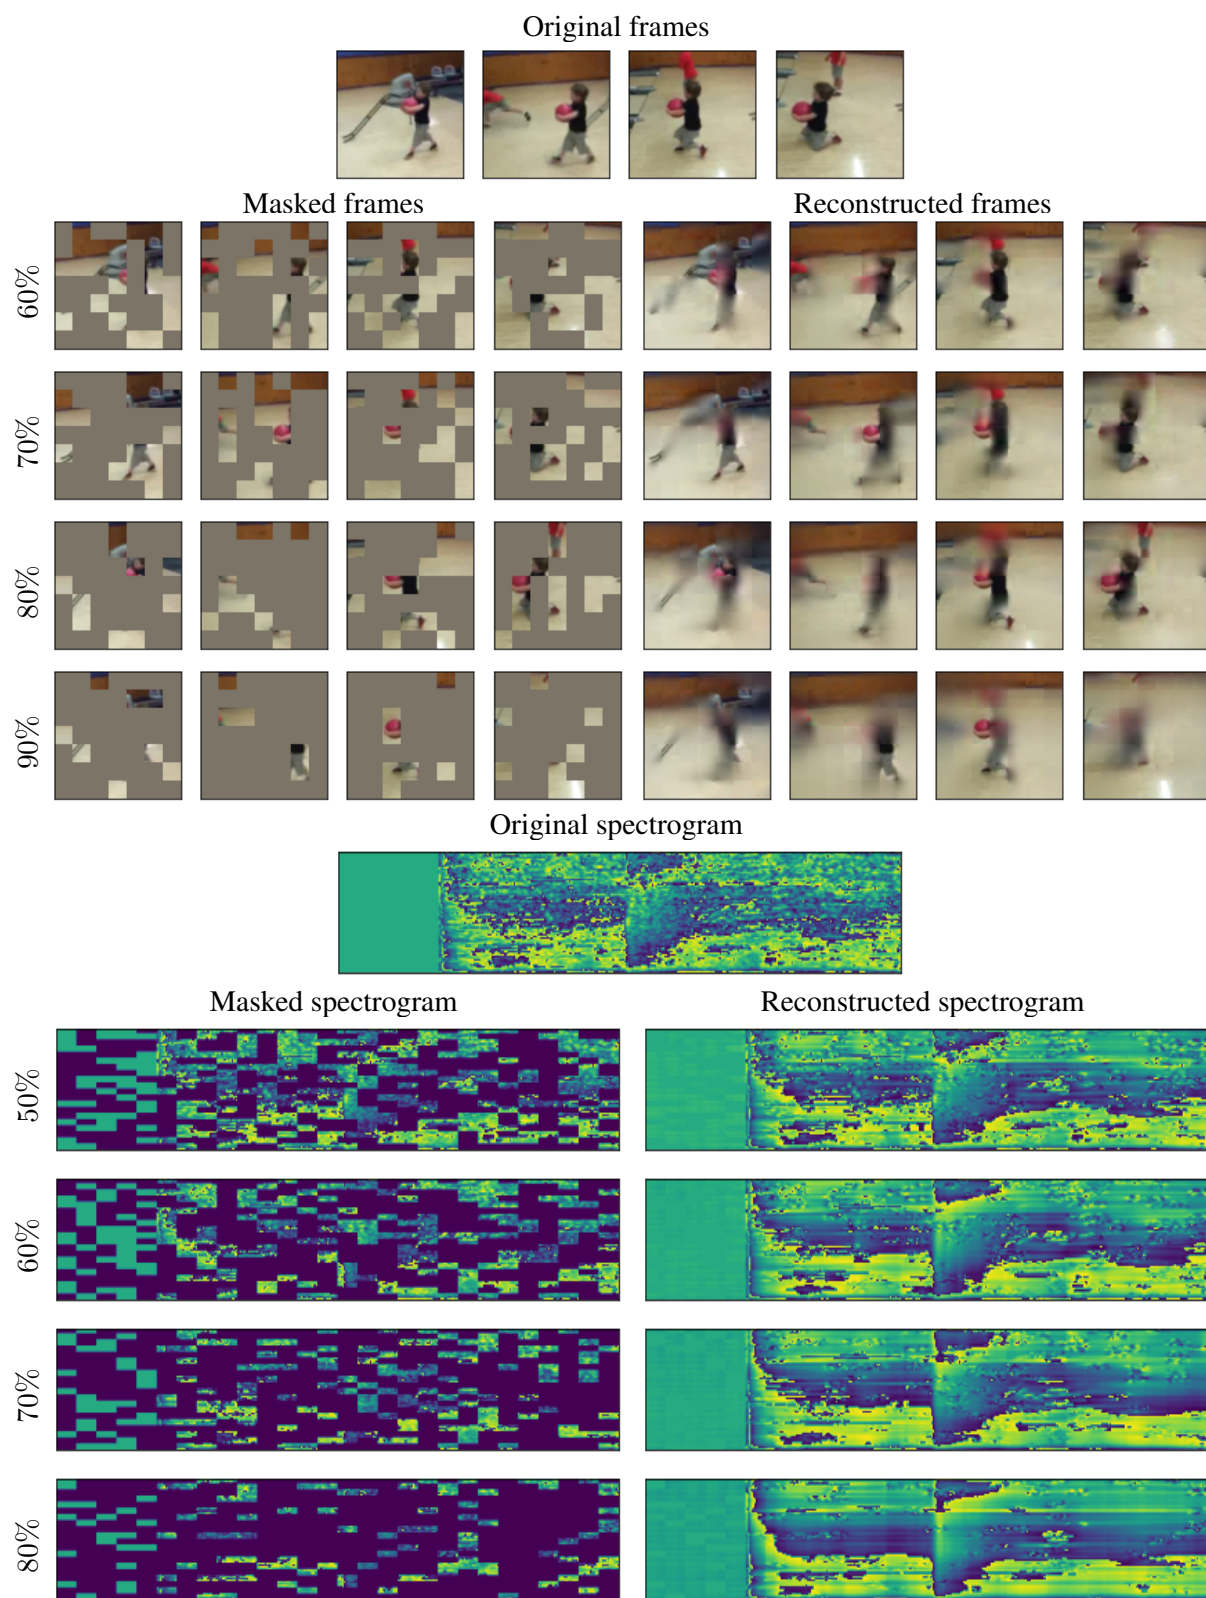 Original frames
Masked frames
Reconstructed frames
60%
70%
80%
90%
Original spectrogram
Masked spectrogram
Reconstructed spectrogram
50%
60%
70%
80%